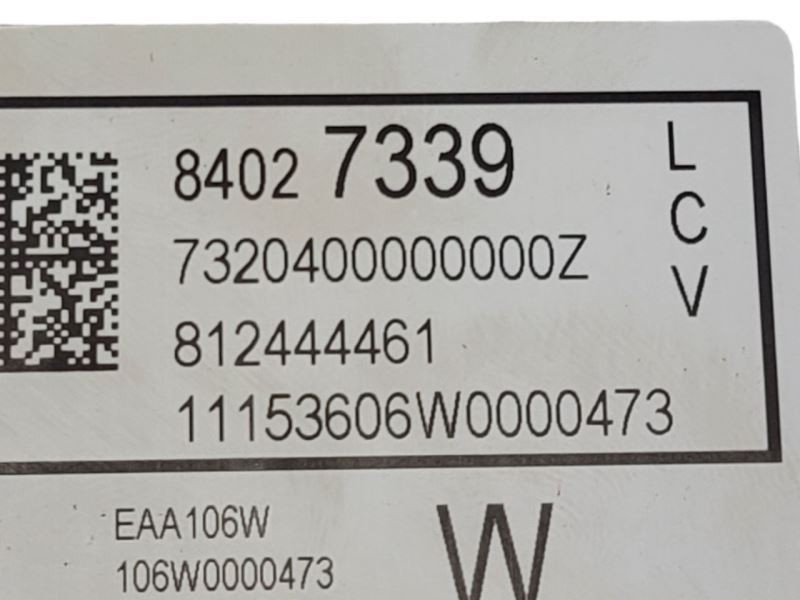 8402 7339
7320400000000Z
812444461
11153606W0000473
L
C
V
EAA106W
106W0000473
W